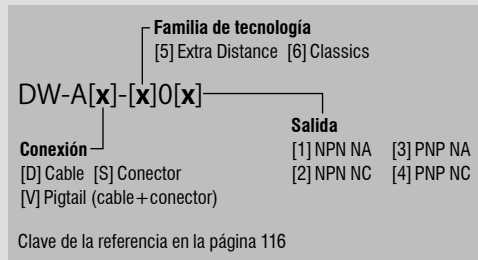 Familia de tecnología
[5] Extra Distance [6] Classics
DW-A[x]-[x]0[x]
Conexión
[D] Cable [S] Conector
[V] Pigtail (cable+conector)
Salida
[1] NPN NA [3] PNP NA
[2] NPN NC [4] PNP NC
Clave de la referencia en la página 116